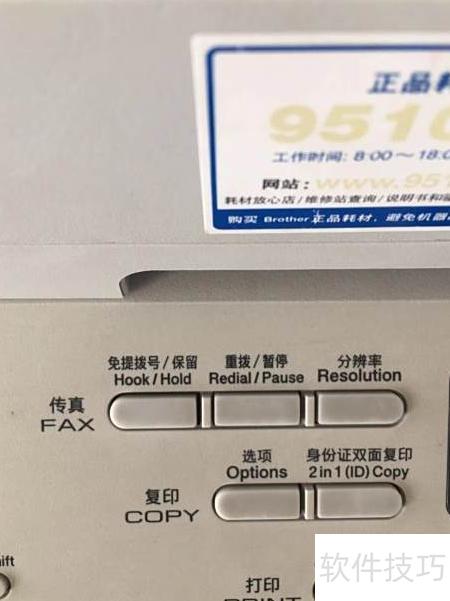 正品
9510
工作时间: 8:00～18:0
网站: www.951
耗材放心店/维修站查询/说明书和
购买 Brother 正品耗材，避免机器
免提拨号/保留 重拨/暂停 分辨率
Hook/Hold Redial/Pause Resolution
传真
FAX
选项 身份证双面复印
Options 2 in 1 (ID) Copy
复印
COPY
ift
打印
PRINT
软件技巧